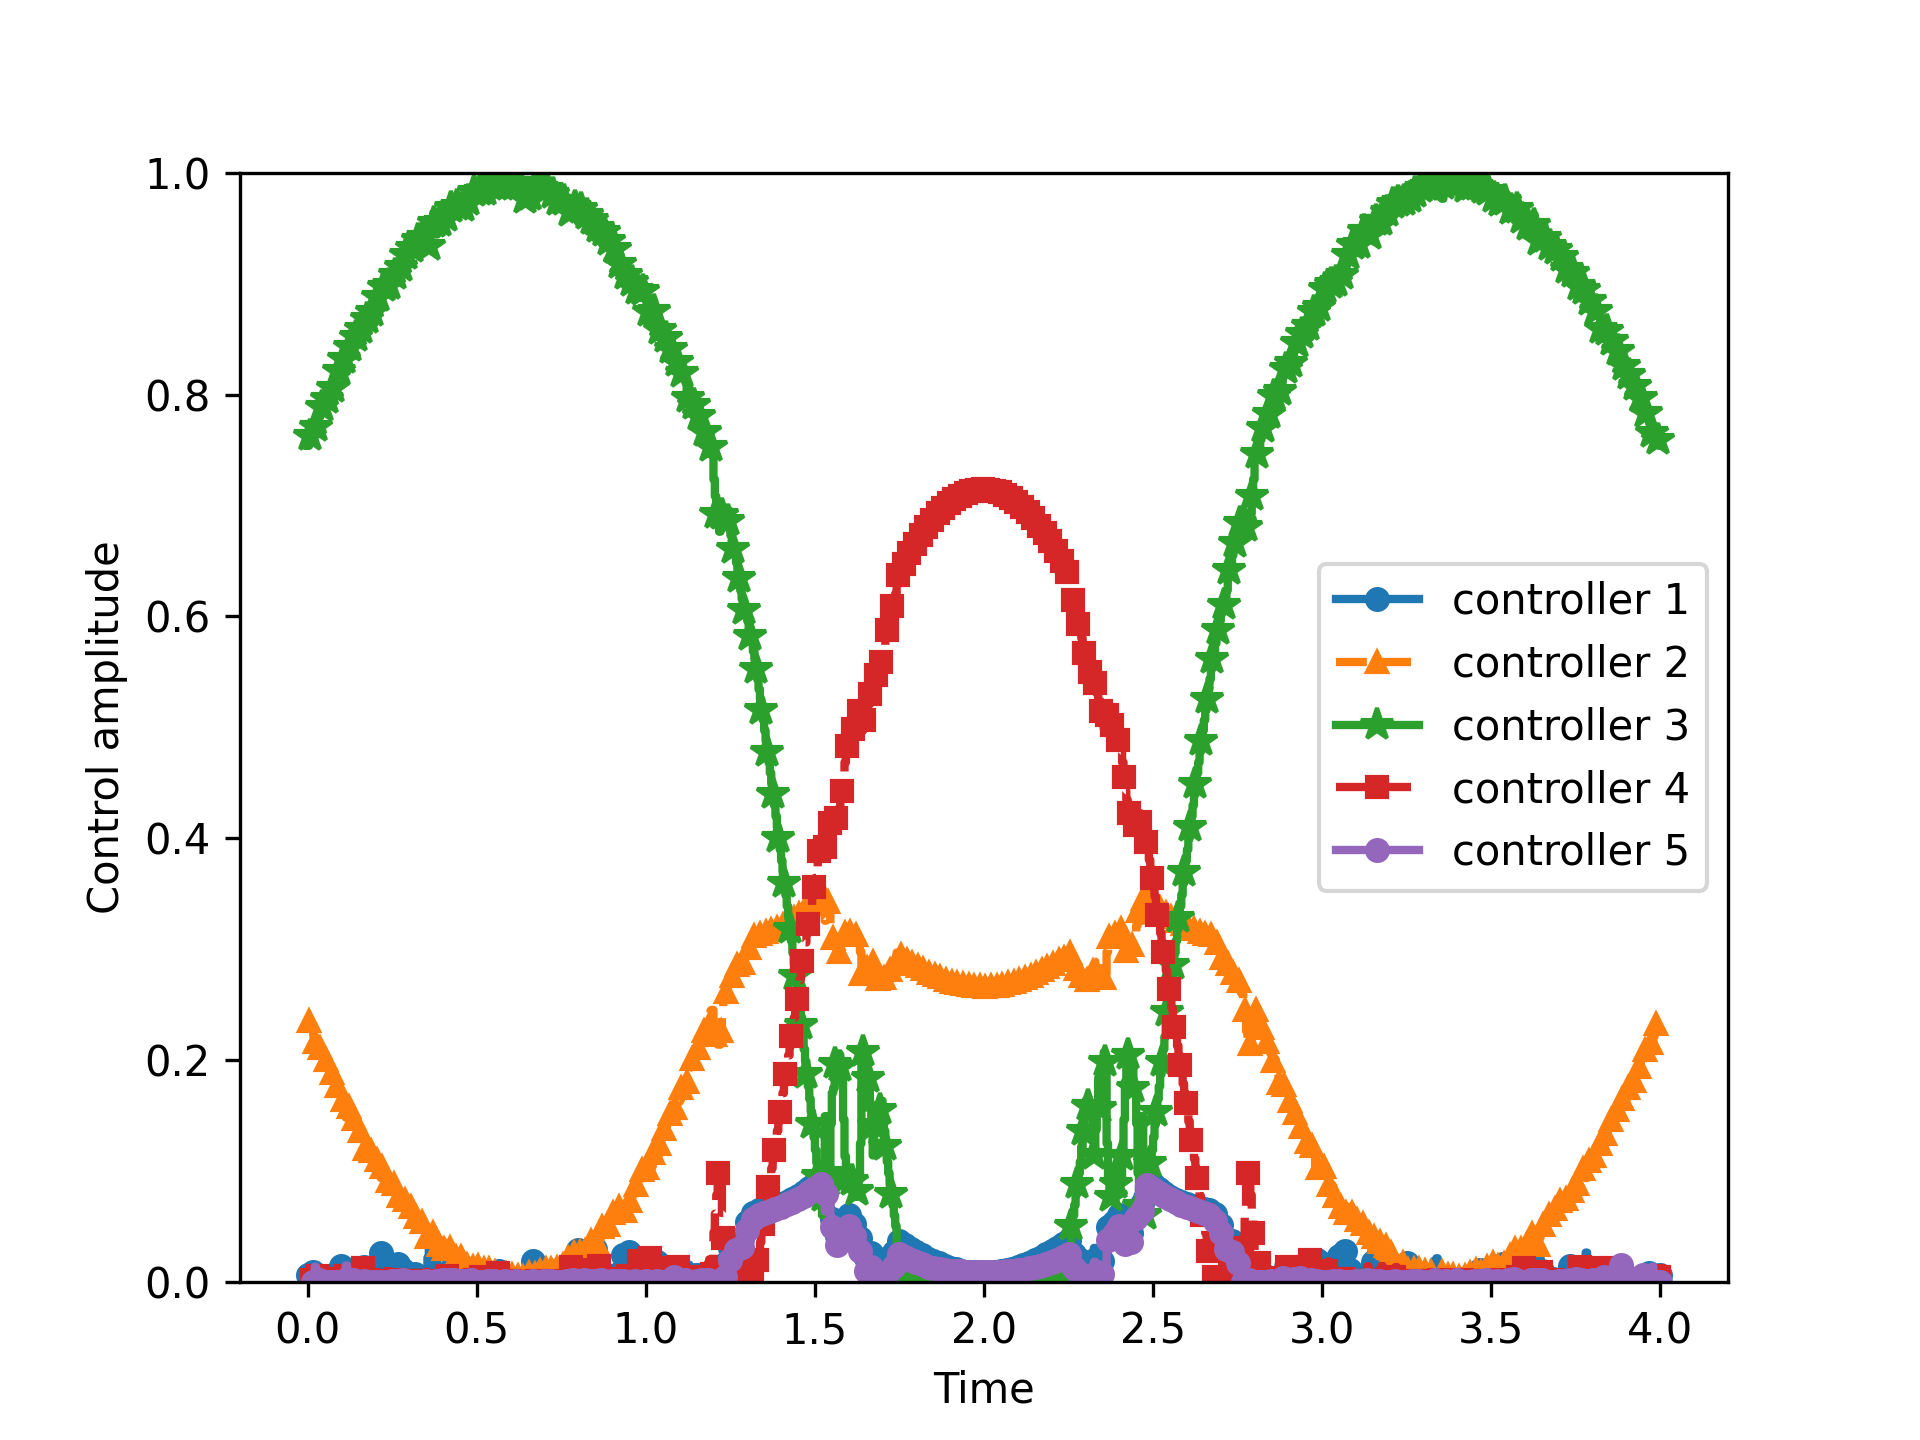 1.0
0.8
0.6
0.4
0.2
0.0
Control amplitude
controller 1
controller 2
controller 3
controller 4
controller 5
0.0 0.5 1.0 1.5 2.0 2.5 3.0 3.5 4.0
Time